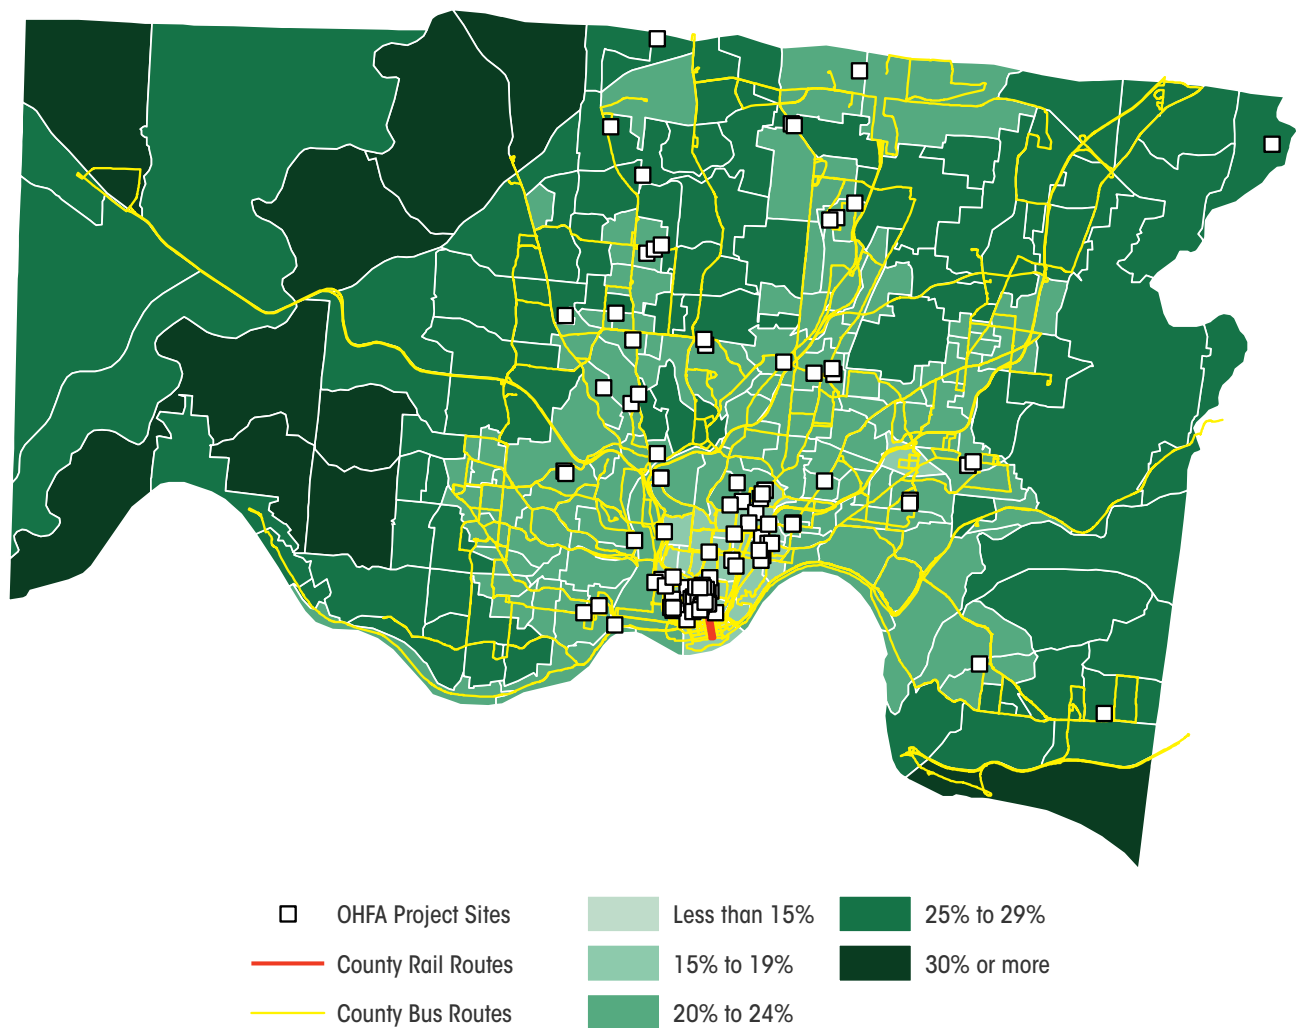 OHFA Project Sites
County Rail Routes
County Bus Routes
Less than 15%
15% to 19%
20% to 24%
25% to 29%
30% or more